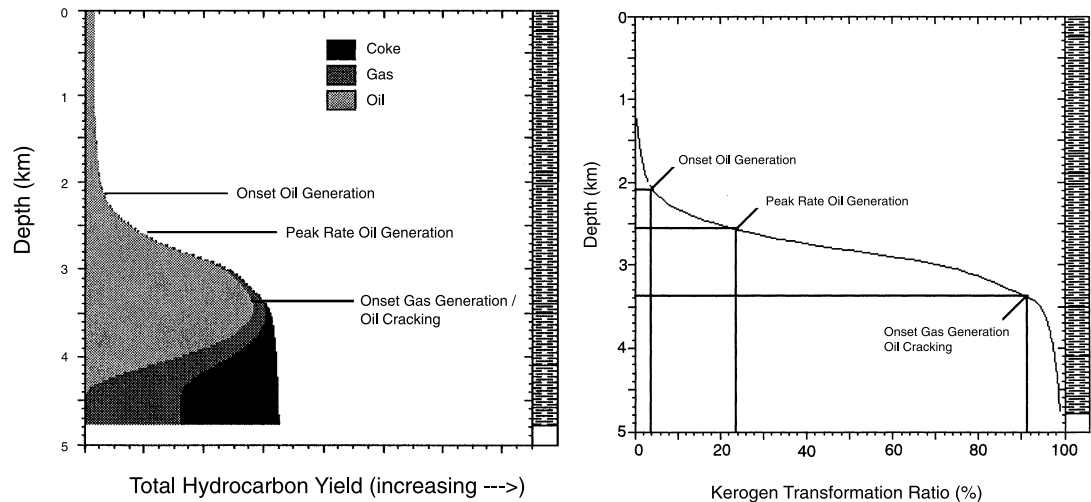 0
1
2
3
4
5
Depth (km)
Coke
Gas
Oil
Onset Oil Generation
Peak Rate Oil Generation
Onset Gas Generation /
Oil Cracking
Total Hydrocarbon Yield (increasing --->)
0
1
2
3
4
5
Depth (km)
Onset Oil Generation
Peak Rate Oil Generation
Onset Gas Generation
Oil Cracking
0 20 40 60 80 100
Kerogen Transformation Ratio (%)